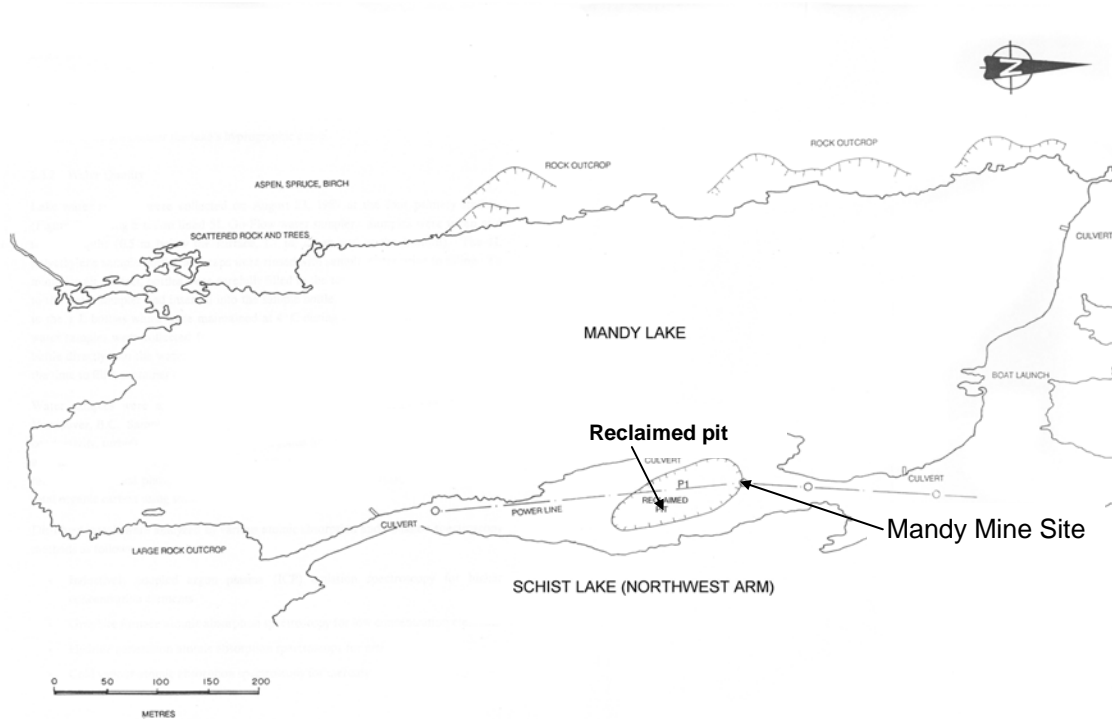 N
ROCK OUTCROP
ROCK OUTCROP
ASPEN, SPRUCE, BIRCH
SCATTERED ROCK AND TREES
CULVERT
MANDY LAKE
BOAT LAUNCH
Reclaimed pit
CULVERT
P1
CULVERT
RECLAIMED
PIT
POWER LINE
CULVERT
Mandy Mine Site
LARGE ROCK OUTCROP
SCHIST LAKE (NORTHWEST ARM)
0 50 100 150 200
METRES